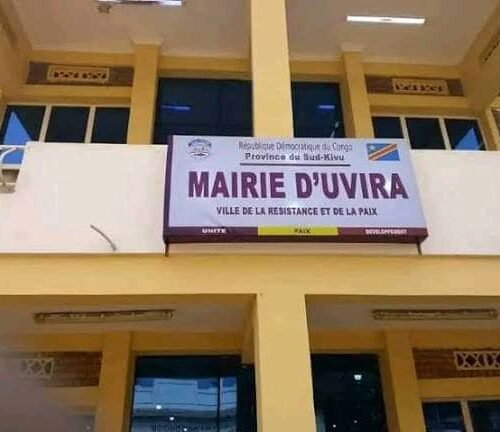 République Démocratique du Congo
Province du Sud-Kivu
MAIRIE D'UVIRA
VILLE DE LA RESISTANCE ET DE LA PAIX
UNITE PAIX DEVELOPPEMENT